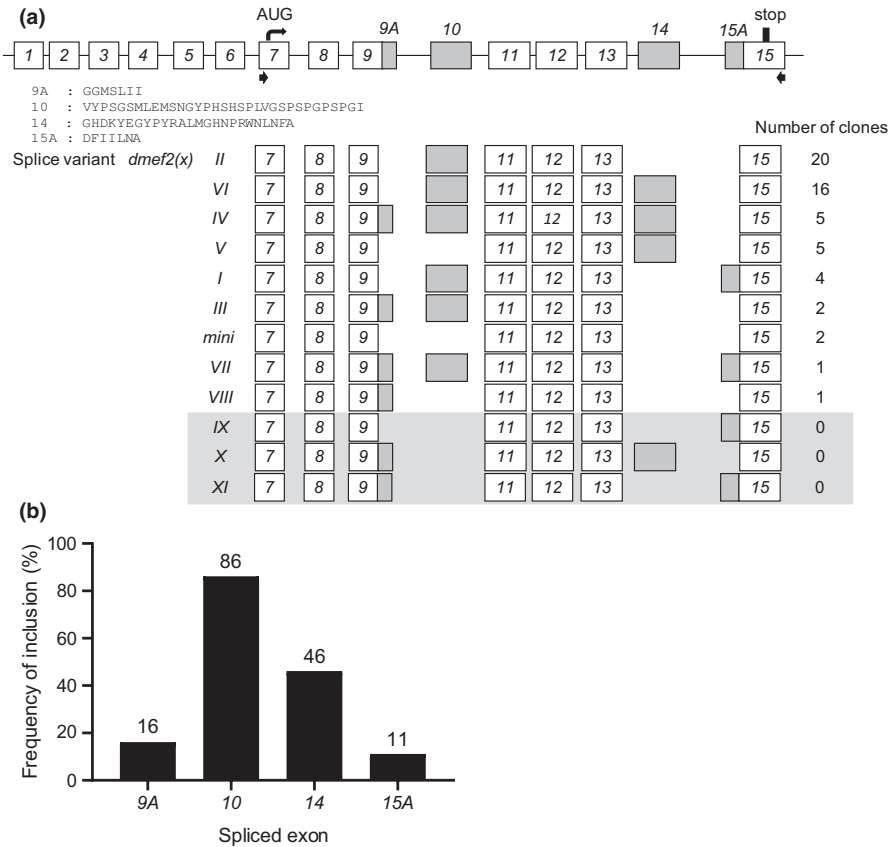 (a)
AUG
9A 10 14 15A stop
1 2 3 4 5 6 7 8 9 11 12 13 15
9A : GGMSLII
10 : VYPSGSMLEMSNGYPHSHSPLVGSPSPGPSPGI
14 : GHDKYEGYPYRALMGHNPRWNLNFA
15A : DFIILNA
Number of clones
Splice variant dmef2(x) II 7 8 9 11 12 13 15 20
VI 7 8 9 11 12 13 15 16
IV 7 8 9 11 12 13 15 5
V 7 8 9 11 12 13 15 5
I 7 8 9 11 12 13 15 4
III 7 8 9 11 12 13 15 2
mini 7 8 9 11 12 13 15 2
VII 7 8 9 11 12 13 15 1
VIII 7 8 9 11 12 13 15 1
IX 7 8 9 11 12 13 15 0
X 7 8 9 11 12 13 15 0
XI 7 8 9 11 12 13 15 0
(b)
Frequency of inclusion (%)
100
80
60
40
20
0
16
86
46
11
9A 10 14 15A
Spliced exon